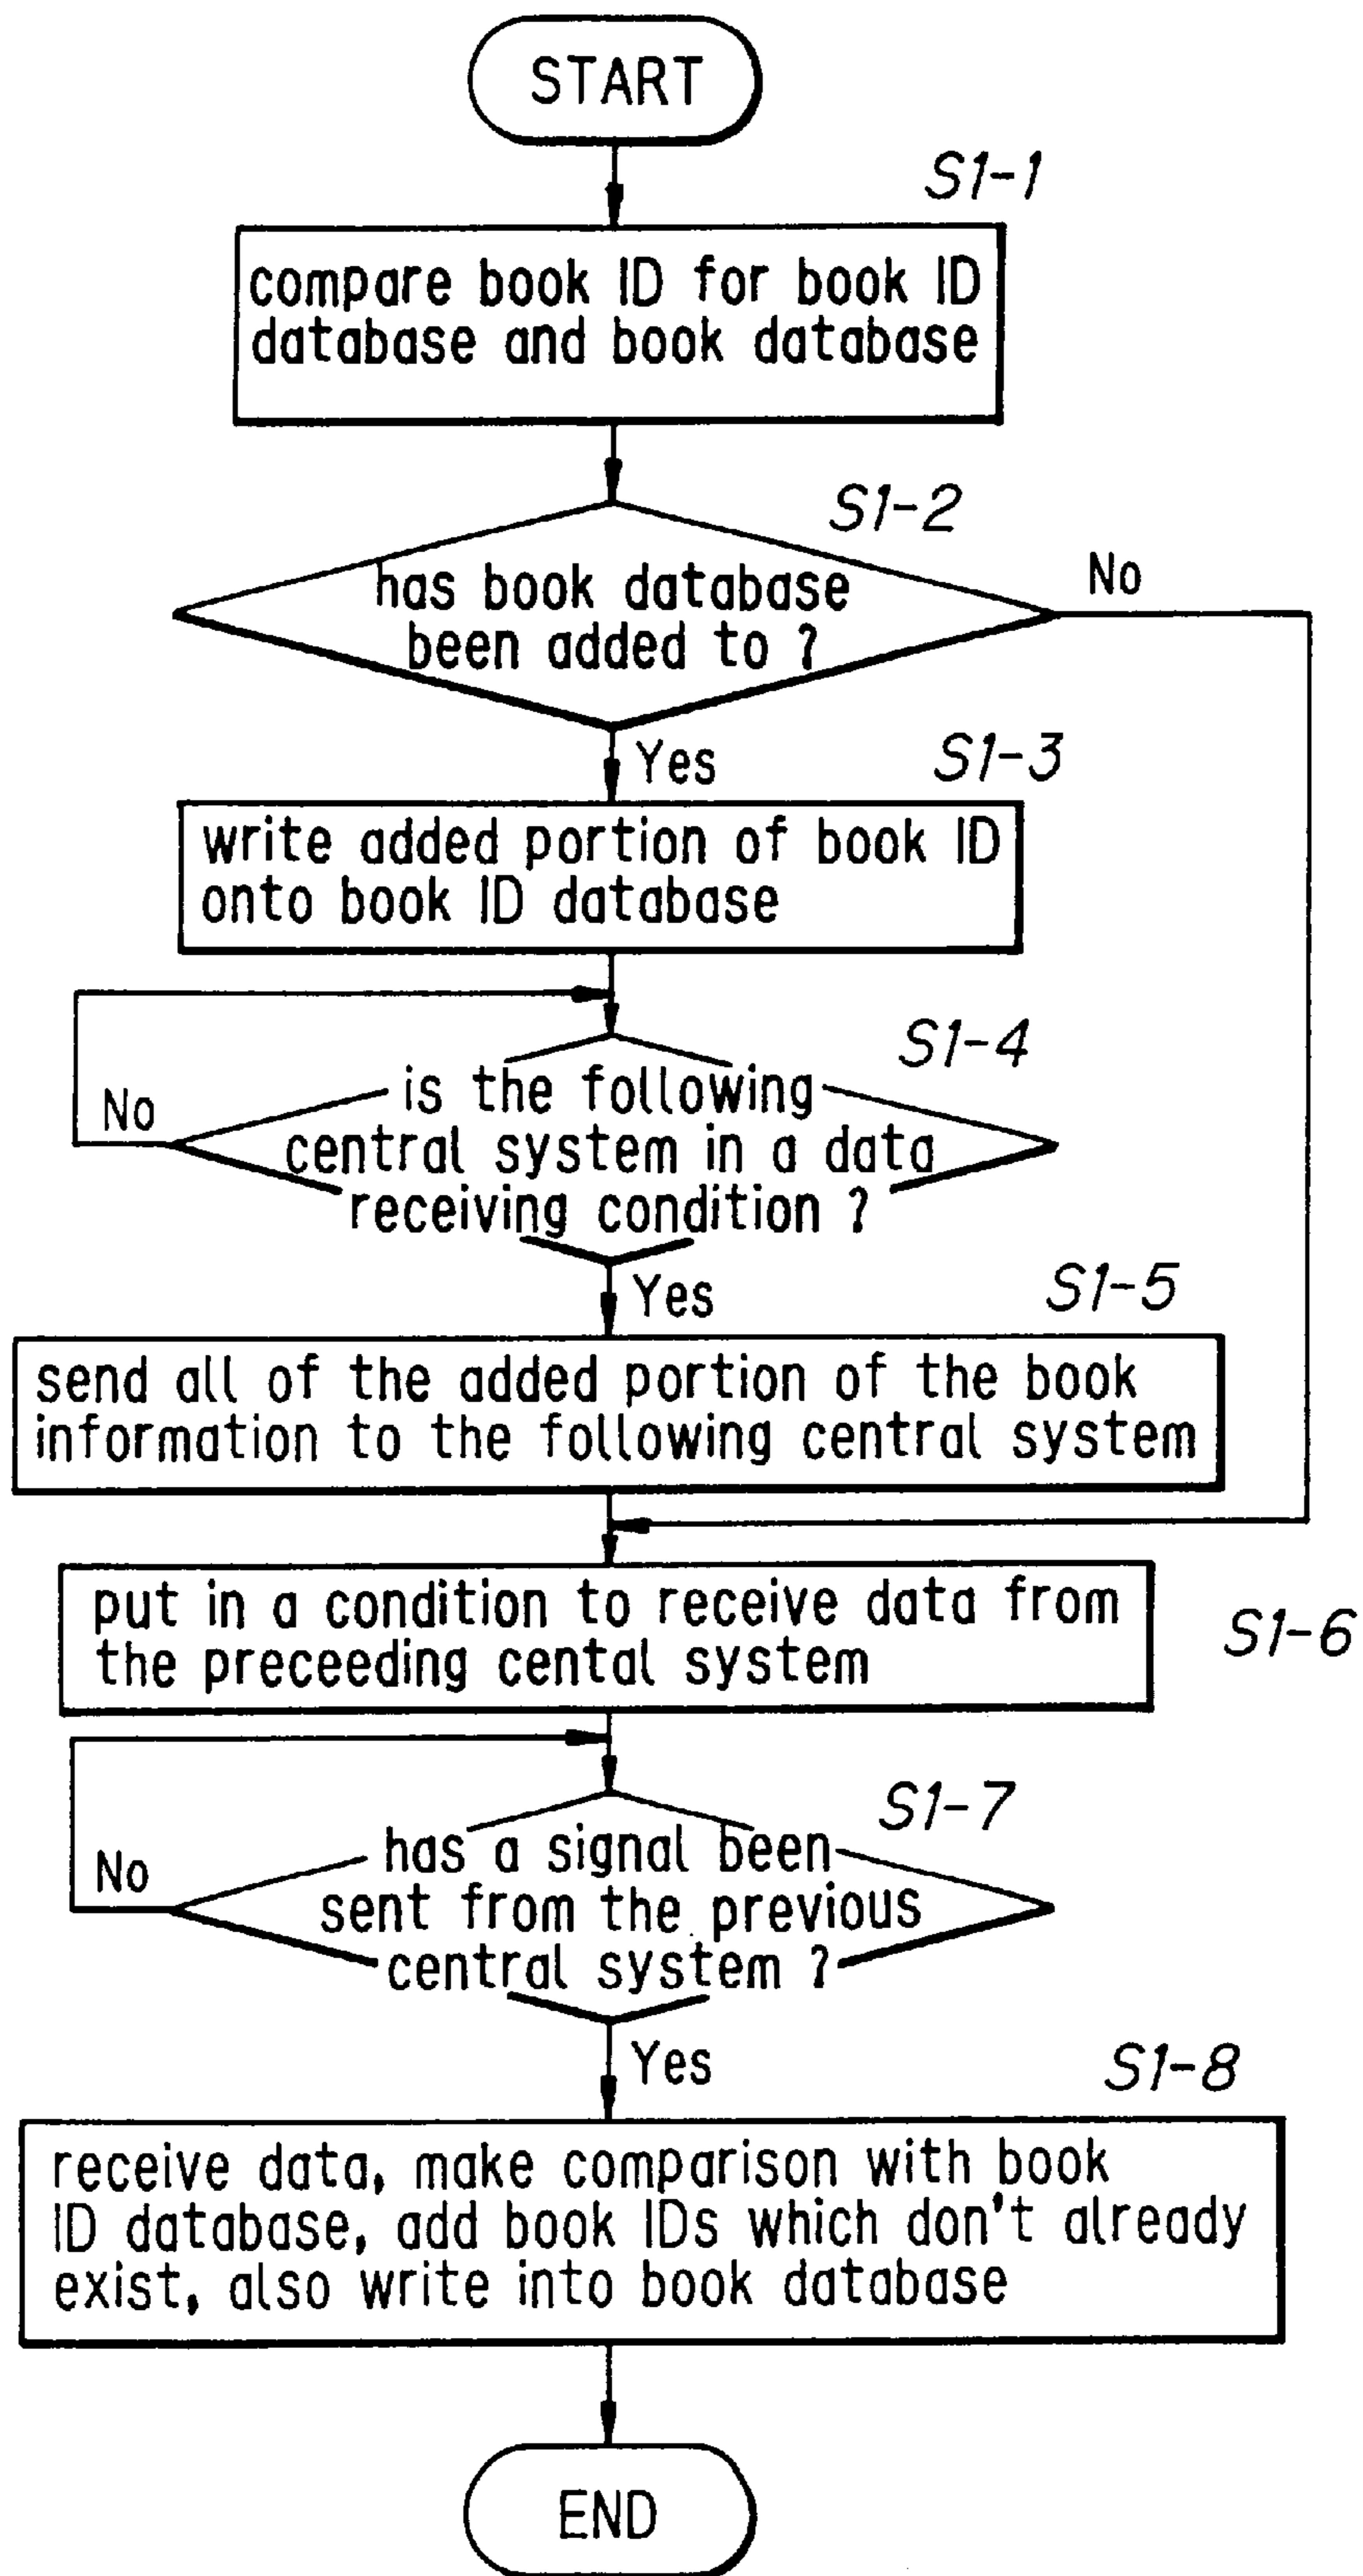 START
S1-1
compare book ID for book ID
database and book database
S1-2
has book database
been added to ?
No
Yes
S1-3
write added portion of book ID
onto book ID database
S1-4
is the following
central system in a data
receiving condition ?
No
Yes
S1-5
send all of the added portion of the book
information to the following central system
put in a condition to receive data from
the preceeding cental system
S1-6
S1-7
has a signal been
sent from the previous
central system ?
No
Yes
S1-8
receive data, make comparison with book
ID database, add book IDs which don't already
exist, also write into book database
END